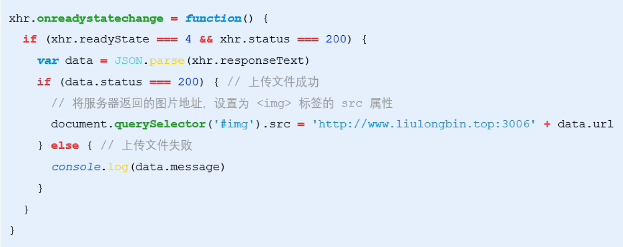 xhr.onreadystatechange = function() {
  if (xhr.readyState === 4 && xhr.status === 200) {
    var data = JSON.parse(xhr.responseText)
    if (data.status === 200) { // 上传文件成功
      // 将服务器返回的图片地址，设置为 <img> 标签的 src 属性
      document.querySelector('#img').src = 'http://www.liulongbin.top:3006' + data.url
    } else { // 上传文件失败
      console.log(data.message)
    }
  }
}